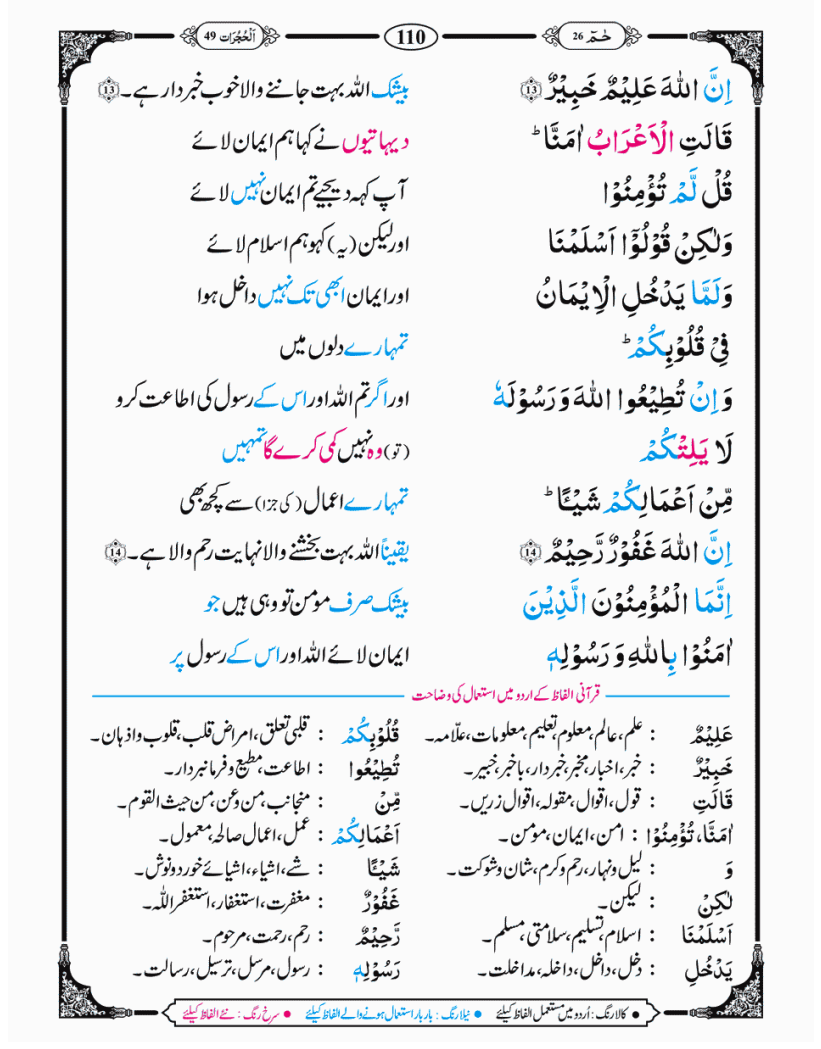 حٰمٓ 26
110
اَلْحُجُرَات 49
اِنَّ اللّٰهَ عَلِيْمٌ خَبِيْرٌ ﴿13﴾ بیشک اللہ بہت جاننے والا خوب خبردار ہے۔ ﴿13﴾
قَالَتِ الْاَعْرَابُ اٰمَنَّا ؕ دیہاتیوں نے کہا ہم ایمان لائے
قُلْ لَّمْ تُؤْمِنُوْا آپ کہہ دیجیے تم ایمان نہیں لائے
وَلٰكِنْ قُوْلُوْٓا اَسْلَمْنَا اور لیکن (یہ) کہو ہم اسلام لائے
وَلَمَّا يَدْخُلِ الْاِيْمَانُ اور ایمان ابھی تک نہیں داخل ہوا
فِيْ قُلُوْبِكُمْ ؕ تمہارے دلوں میں
وَ اِنْ تُطِيْعُوا اللّٰهَ وَ رَسُوْلَهٗ اور اگر تم اللہ اور اس کے رسول کی اطاعت کرو
لَا يَلِتْكُمْ (تو) وہ نہیں کمی کرے گا تمہیں
مِّنْ اَعْمَالِكُمْ شَيْـًٔا ؕ تمہارے اعمال (کی جزا) سے کچھ بھی
اِنَّ اللّٰهَ غَفُوْرٌ رَّحِيْمٌ ﴿14﴾ یقیناً اللہ بہت بخشنے والا نہایت رحم والا ہے۔ ﴿14﴾
اِنَّمَا الْمُؤْمِنُوْنَ الَّذِيْنَ بیشک صرف مومن تو وہی ہیں جو
اٰمَنُوْا بِاللّٰهِ وَ رَسُوْلِهٖ ایمان لائے اللہ اور اس کے رسول پر
قرآنی الفاظ کے اردو میں استعمال کی وضاحت
عَلِيْمٌ : علم، عالم، معلوم، تعلیم، معلومات، علّامہ۔
خَبِيْرٌ : خبر، اخبار، مخبر، خبردار، باخبر، خبیر۔
قَالَتِ : قول، اقوال، مقولہ، اقوال زریں۔
اٰمَنَّا، تُؤْمِنُوْا : امن، ایمان، مومن۔
وَ : لیل و نہار، رحم و کرم، شان و شوکت۔
لٰكِنْ : لیکن۔
اَسْلَمْنَا : اسلام، تسلیم، سلامتی، مسلم۔
يَدْخُلِ : دخل، داخل، داخلہ، مداخلت۔
قُلُوْبِكُمْ : قلبی تعلق، امراض قلب، قلوب و اذہان۔
تُطِيْعُوا : اطاعت، مطیع و فرمانبردار۔
مِّنْ : منجانب، من و عن، من حیث القوم۔
اَعْمَالِكُمْ : عمل، اعمال صالحہ، معمول۔
شَيْـًٔا : شے، اشیاء، اشیائے خورد و نوش۔
غَفُوْرٌ : مغفرت، استغفار، استغفر اللّٰہ۔
رَّحِيْمٌ : رحم، رحمت، مرحوم۔
رَسُوْلِهٖ : رسول، مرسل، ترسیل، رسالت۔
● کالا رنگ : اُردو میں مستعمل الفاظ کیلئے ● نیلا رنگ : بار بار استعمال ہونے والے الفاظ کیلئے ● سرخ رنگ : نئے الفاظ کیلئے